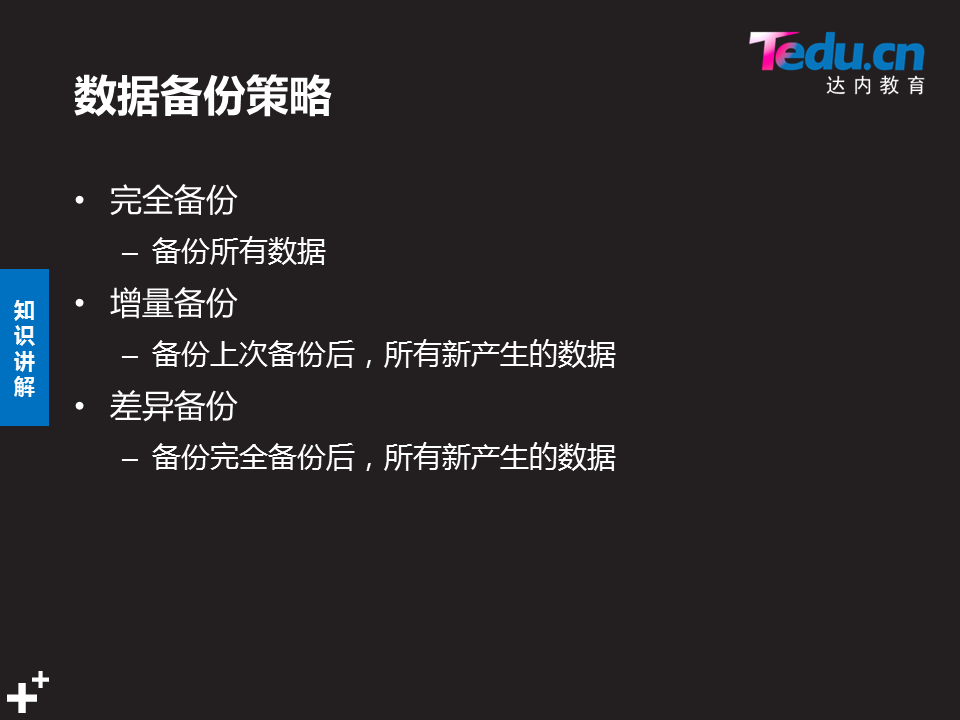 Tedu.cn
达内教育
数据备份策略
• 完全备份
– 备份所有数据
• 增量备份
– 备份上次备份后，所有新产生的数据
• 差异备份
– 备份完全备份后，所有新产生的数据
知识讲解